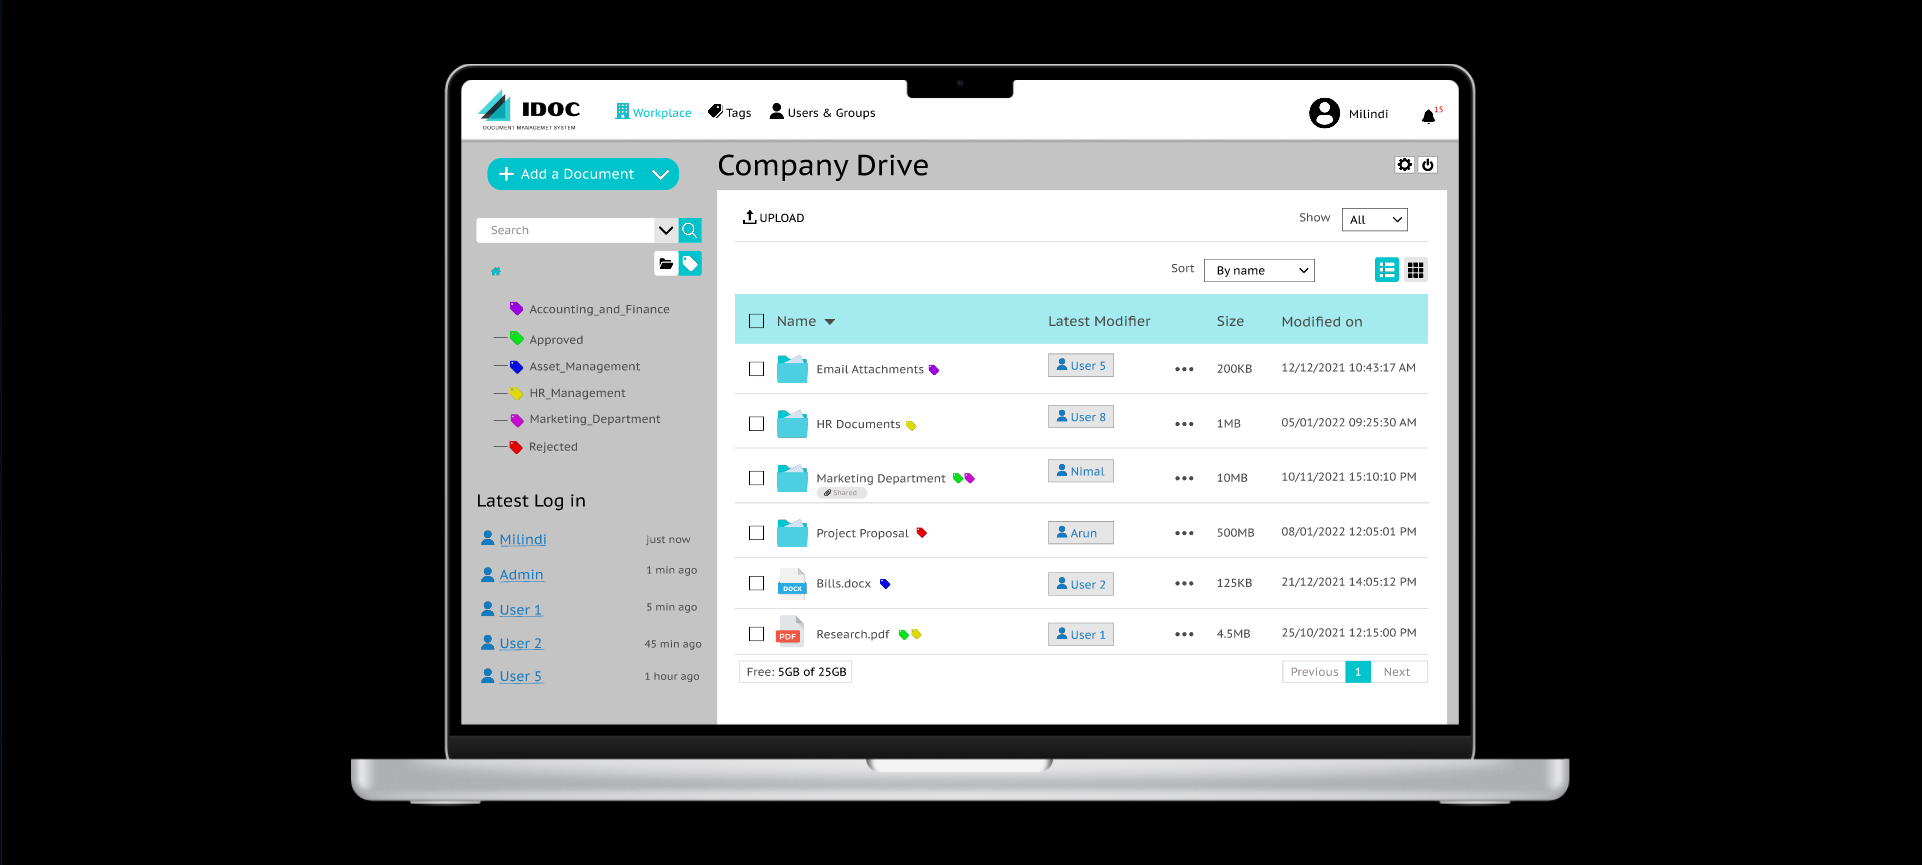 IDOC
DOCUMENT MANAGEMET SYSTEM
Workplace
Tags
Users & Groups
Milindi
15
Add a Document
Company Drive
Search
UPLOAD
Show
All
Sort
By name
Accounting_and_Finance
Approved
Asset_Management
HR_Management
Marketing_Department
Rejected
Latest Log in
Milindi just now
Admin 1 min ago
User 1 5 min ago
User 2 45 min ago
User 5 1 hour ago
Name Latest Modifier Size Modified on
Email Attachments User 5 200KB 12/12/2021 10:43:17 AM
HR Documents User 8 1MB 05/01/2022 09:25:30 AM
Marketing Department Nimal 10MB 10/11/2021 15:10:10 PM
Shared
Project Proposal Arun 500MB 08/01/2022 12:05:01 PM
DOCX Bills.docx User 2 125KB 21/12/2021 14:05:12 PM
PDF Research.pdf User 1 4.5MB 25/10/2021 12:15:00 PM
Free: 5GB of 25GB
Previous 1 Next